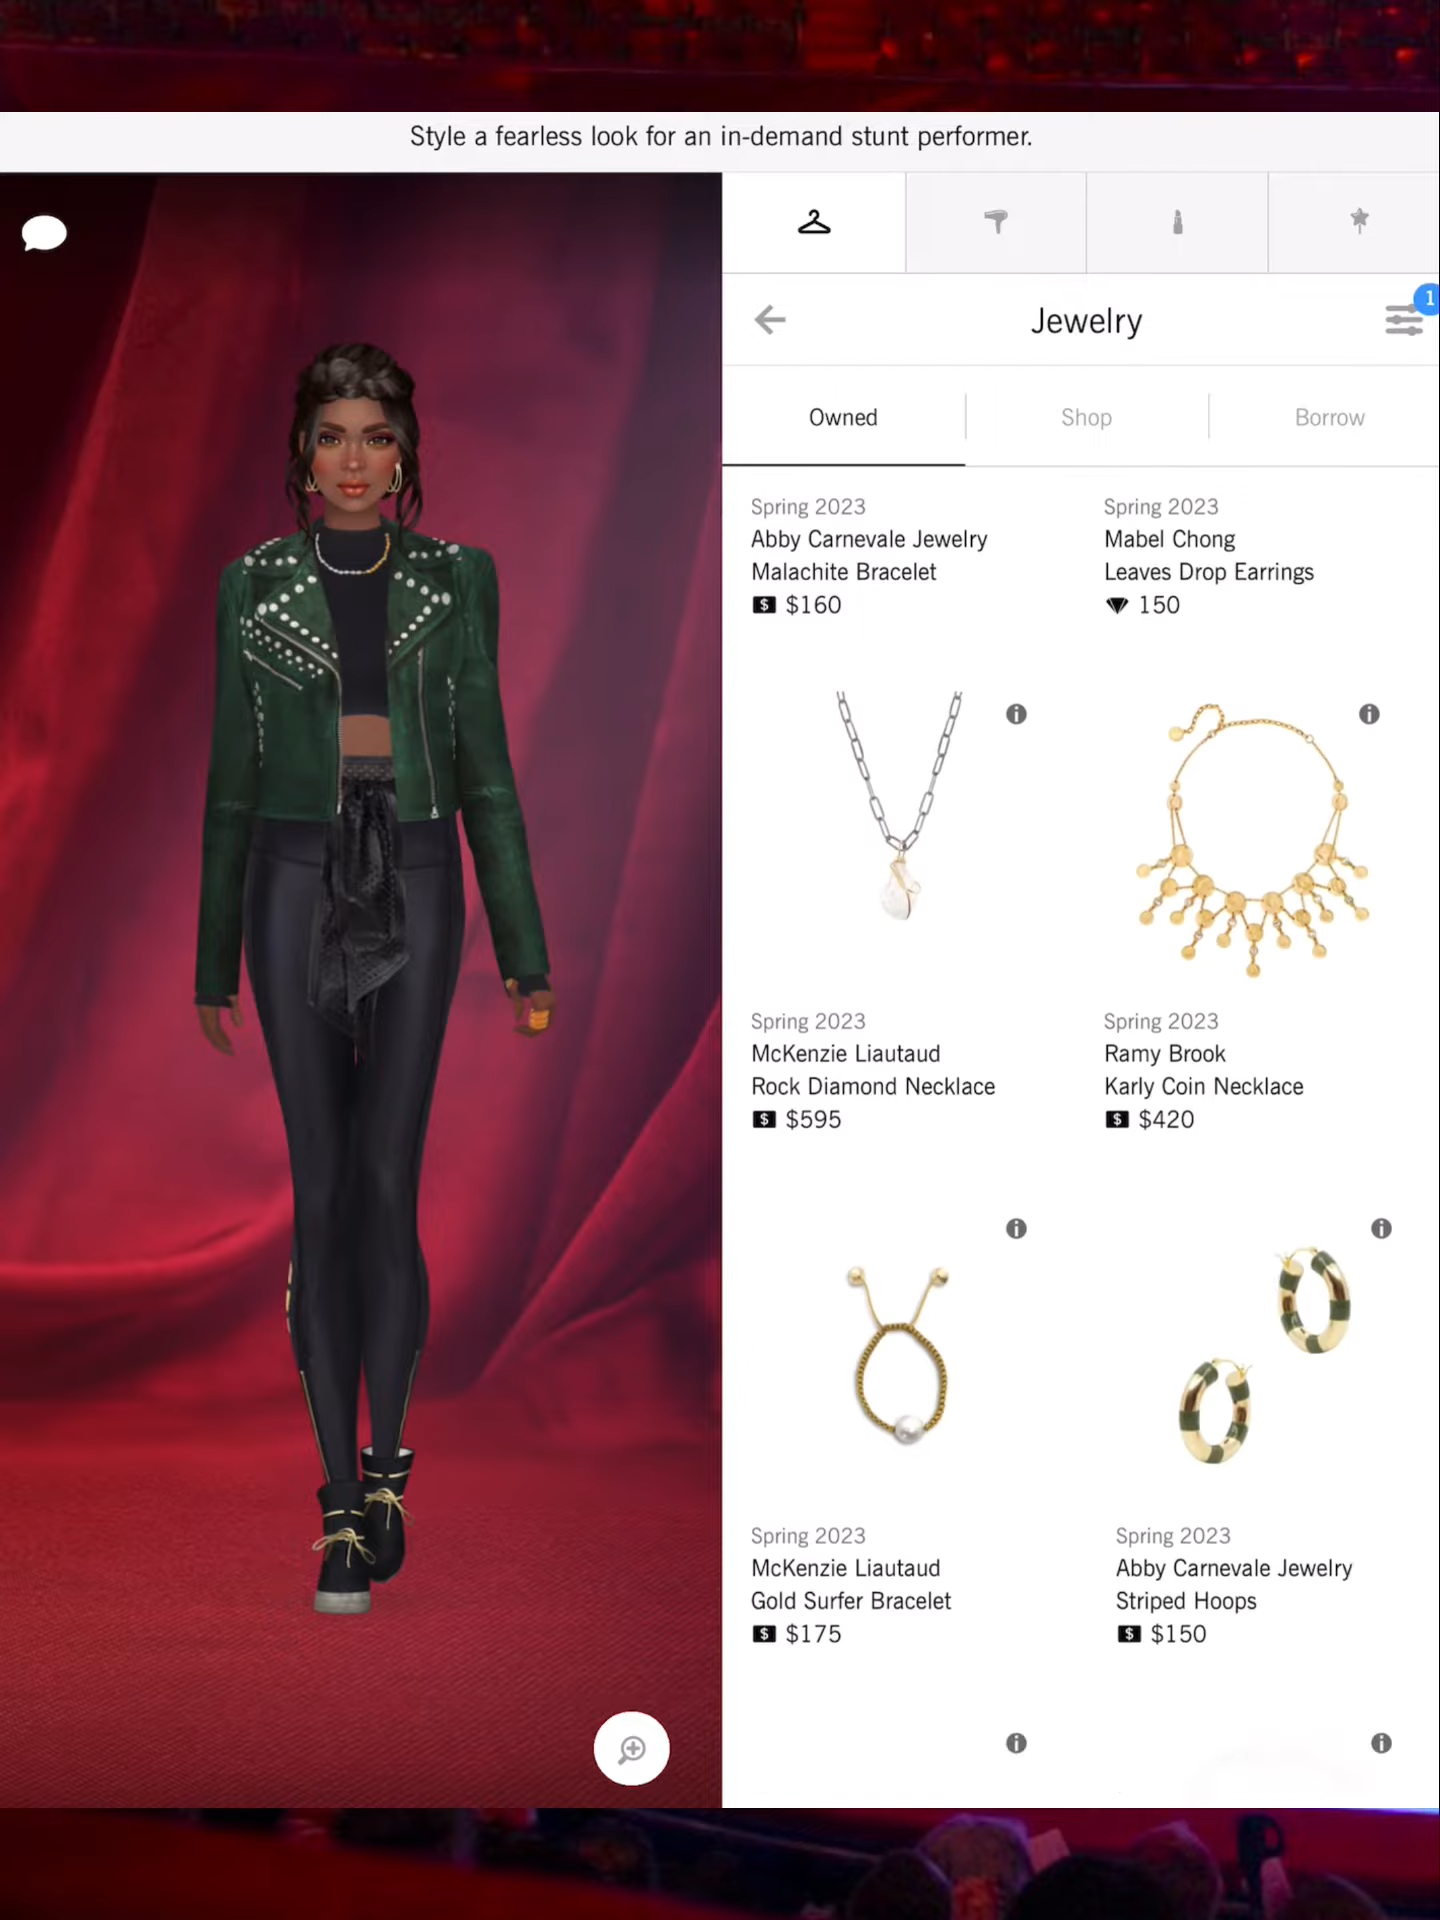 Style a fearless look for an in-demand stunt performer.
Jewelry
1
Owned
Shop
Borrow
Spring 2023
Abby Carnevale Jewelry
Malachite Bracelet
$ $160
Spring 2023
Mabel Chong
Leaves Drop Earrings
150
Spring 2023
McKenzie Liautaud
Rock Diamond Necklace
$ $595
Spring 2023
Ramy Brook
Karly Coin Necklace
$ $420
Spring 2023
McKenzie Liautaud
Gold Surfer Bracelet
$ $175
Spring 2023
Abby Carnevale Jewelry
Striped Hoops
$ $150